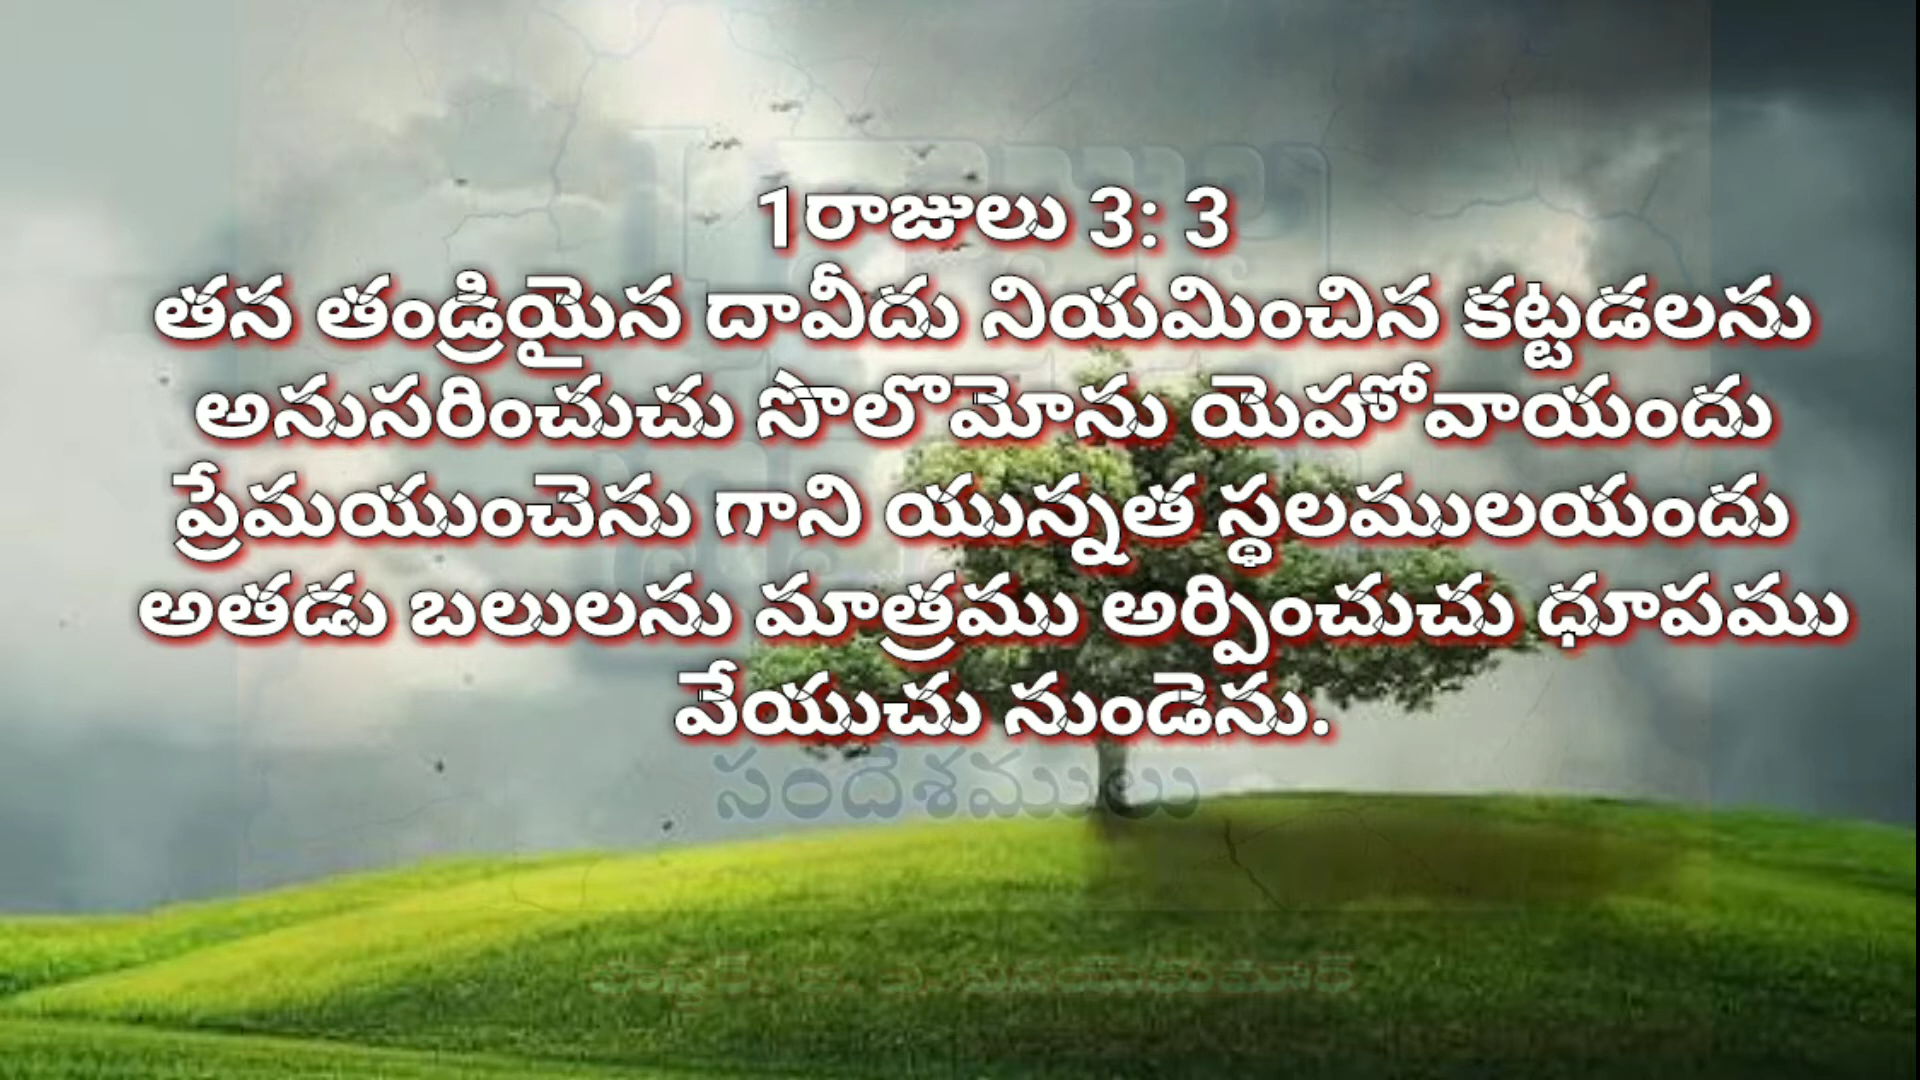 1రాజులు 3: 3
తన తండ్రియైన దావీదు నియమించిన కట్టడలను
అనుసరించుచు సొలొమోను యెహోవాయందు
ప్రేమయుంచెను గాని యున్నత స్థలములయందు
అతడు బలులను మాత్రము అర్పించుచు ధూపము
వేయుచు నుండెను.
సందేశములు